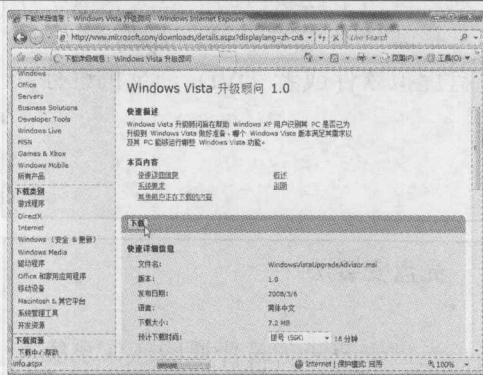 下载详细信息： Windows Vista 升级顾问 - Windows Internet Explorer
http://www.microsoft.com/downloads/details.aspx?displaylang=zh-cn&
Live Search
下载详细信息： Windows Vista 升级顾问
页面(P)
工具(O)
Windows
Office
Servers
Business Solutions
Developer Tools
Windows Live
MSN
Games & Xbox
Windows Mobile
所有产品
下载类别
游戏程序
DirectX
Internet
Windows （安全 & 更新）
Windows Media
驱动程序
Office 和家用应用程序
移动设备
Macintosh & 其它平台
系统管理工具
开发资源
下载资源
下载中心帮助
Windows Vista 升级顾问 1.0
快速描述
Windows Vista 升级顾问旨在帮助 Windows XP 用户识别其 PC 是否已为
升级到 Windows Vista 做好准备、哪个 Windows Vista 版本满足其需求以
及其 PC 能够运行哪些 Windows Vista 功能。
本页内容
快速详细信息
概述
系统要求
说明
其他用户正在下载的内容
下载
快速详细信息
文件名：
WindowsVistaUpgradeAdvisor.msi
版本：
1.0
发布日期：
2008/3/6
语言：
简体中文
下载大小：
7.2 MB
预计下载时间：
拨号 (56K)
18 分钟
info.aspx
Internet | 保护模式: 启用
100%